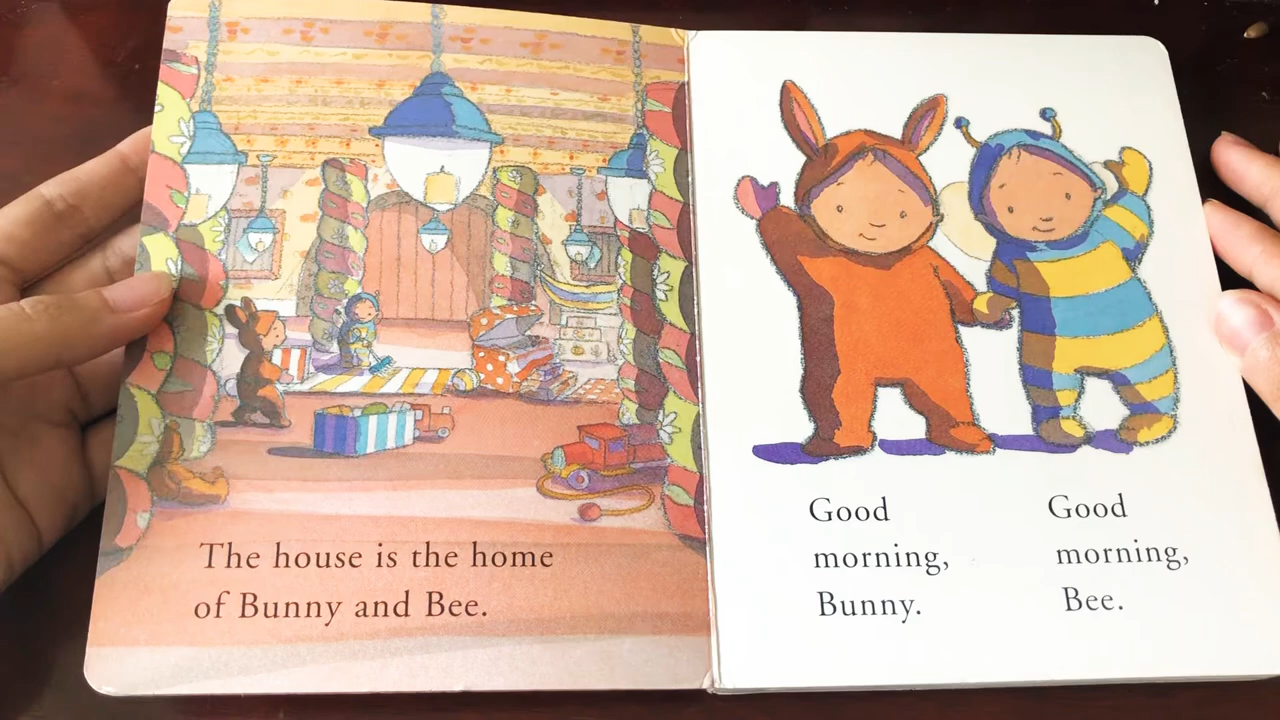 The house is the home
of Bunny and Bee.
Good
morning,
Bunny.
Good
morning,
Bee.